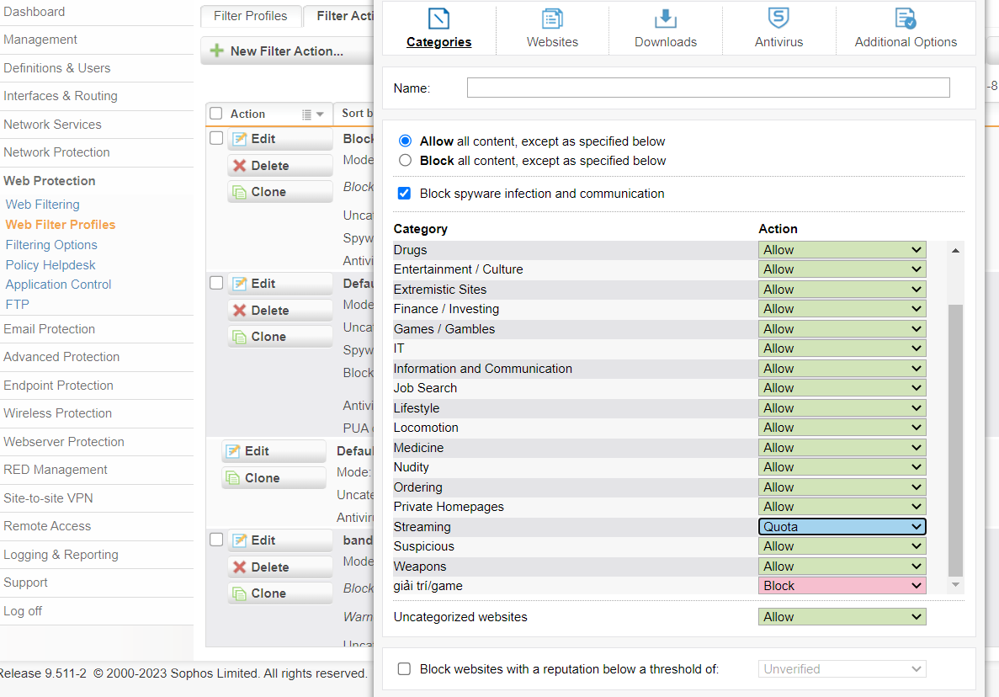 Dashboard
Management
Definitions & Users
Interfaces & Routing
Network Services
Network Protection
Web Protection
Web Filtering
Web Filter Profiles
Filtering Options
Policy Helpdesk
Application Control
FTP
Email Protection
Advanced Protection
Endpoint Protection
Wireless Protection
Webserver Protection
RED Management
Site-to-site VPN
Remote Access
Logging & Reporting
Support
Log off
Filter Profiles
Filter Acti
New Filter Action...
Action
Sort b
Edit
Delete
Clone
Block
Mode
Block
Uncat
Spyw
Antivi
Edit
Delete
Clone
Defau
Mode
Uncat
Spyw
Block
Antivi
PUA
Edit
Clone
Defaul
Mode:
Uncate
Antiviru
Edit
Delete
Clone
band
Mode
Block
Warn
Uncat
Release 9.511-2 © 2000-2023 Sophos Limited. All rights reserved.
Categories
Websites
Downloads
Antivirus
Additional Options
Name:
-8
Allow all content, except as specified below
Block all content, except as specified below
Block spyware infection and communication
Category Action
Drugs Allow
Entertainment / Culture Allow
Extremistic Sites Allow
Finance / Investing Allow
Games / Gambles Allow
IT Allow
Information and Communication Allow
Job Search Allow
Lifestyle Allow
Locomotion Allow
Medicine Allow
Nudity Allow
Ordering Allow
Private Homepages Allow
Streaming Quota
Suspicious Allow
Weapons Allow
giải trí/game Block
Uncategorized websites Allow
Block websites with a reputation below a threshold of: Unverified